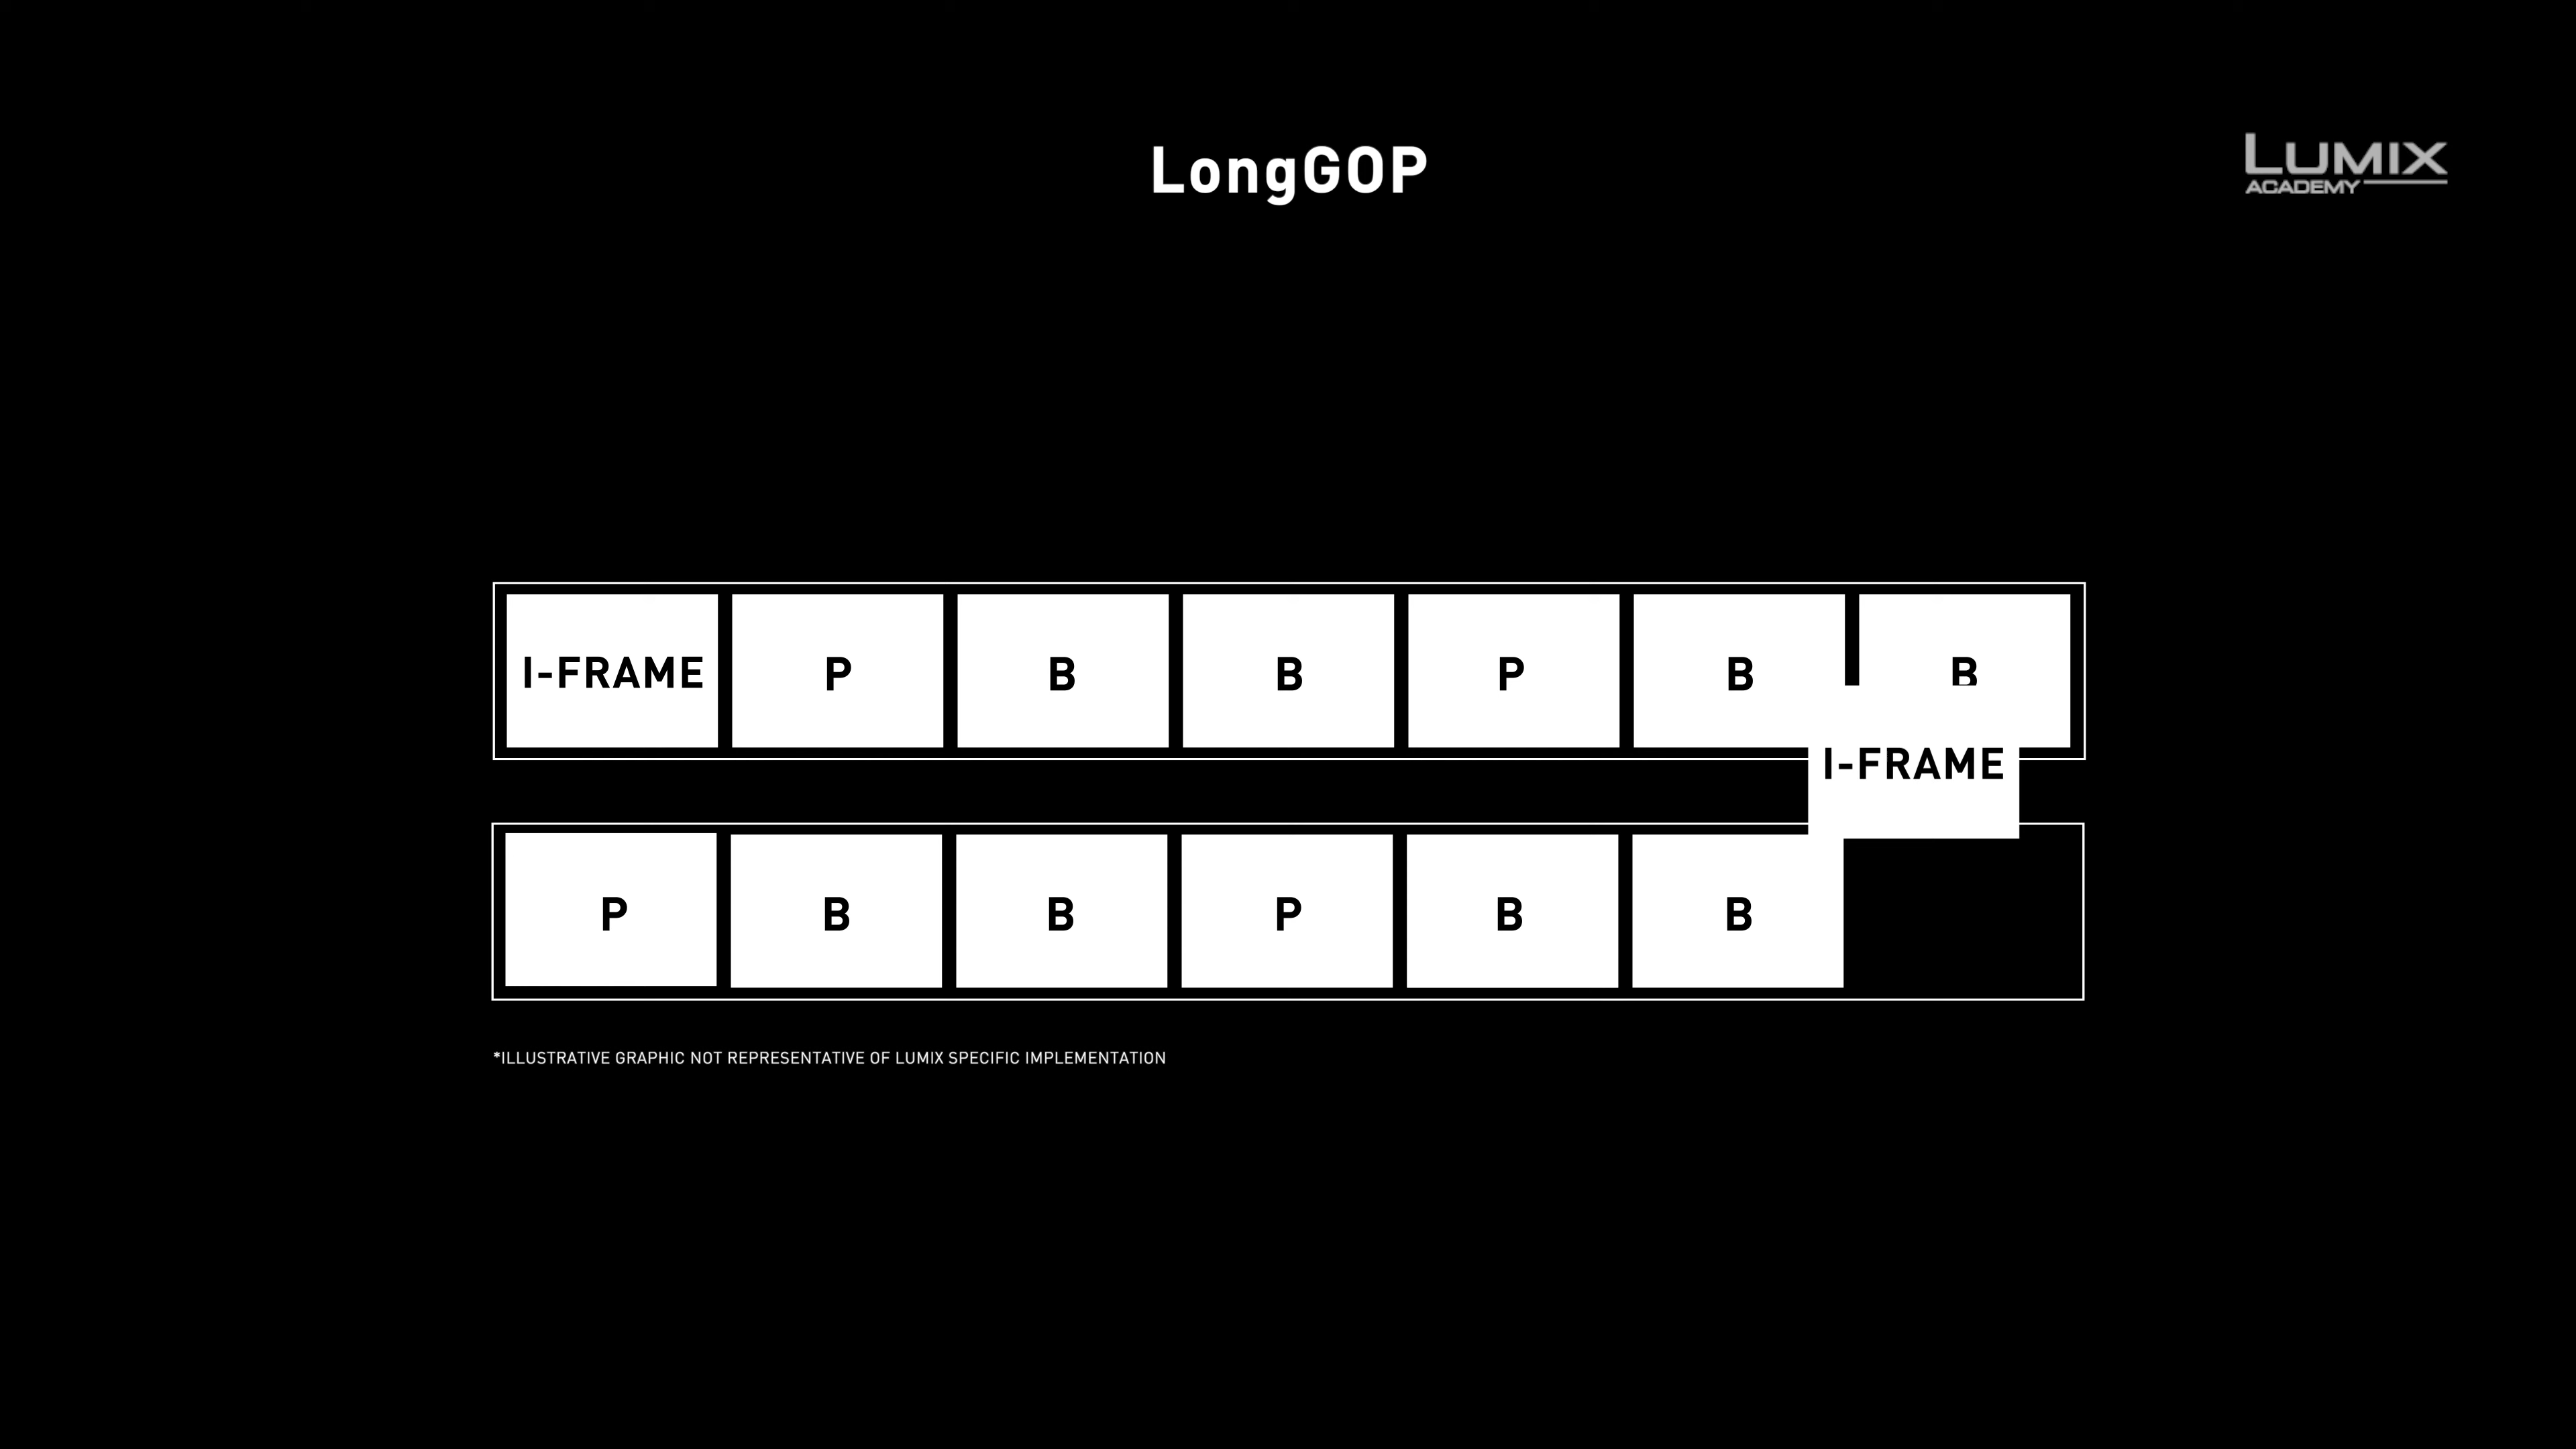 LongGOP
LUMIX
ACADEMY
I-FRAME P B B P B B
I-FRAME
P B B P B B
*ILLUSTRATIVE GRAPHIC NOT REPRESENTATIVE OF LUMIX SPECIFIC IMPLEMENTATION